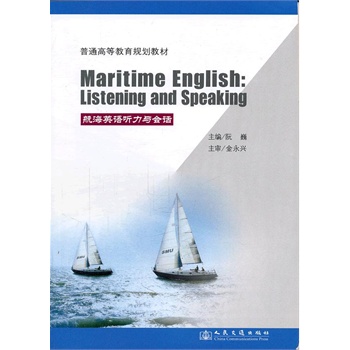 普通高等教育规划教材
Maritime English:
Listening and Speaking
航海英语听力与会话
主编/阮 巍
主审/金永兴
人民交通出版社
China Communications Press